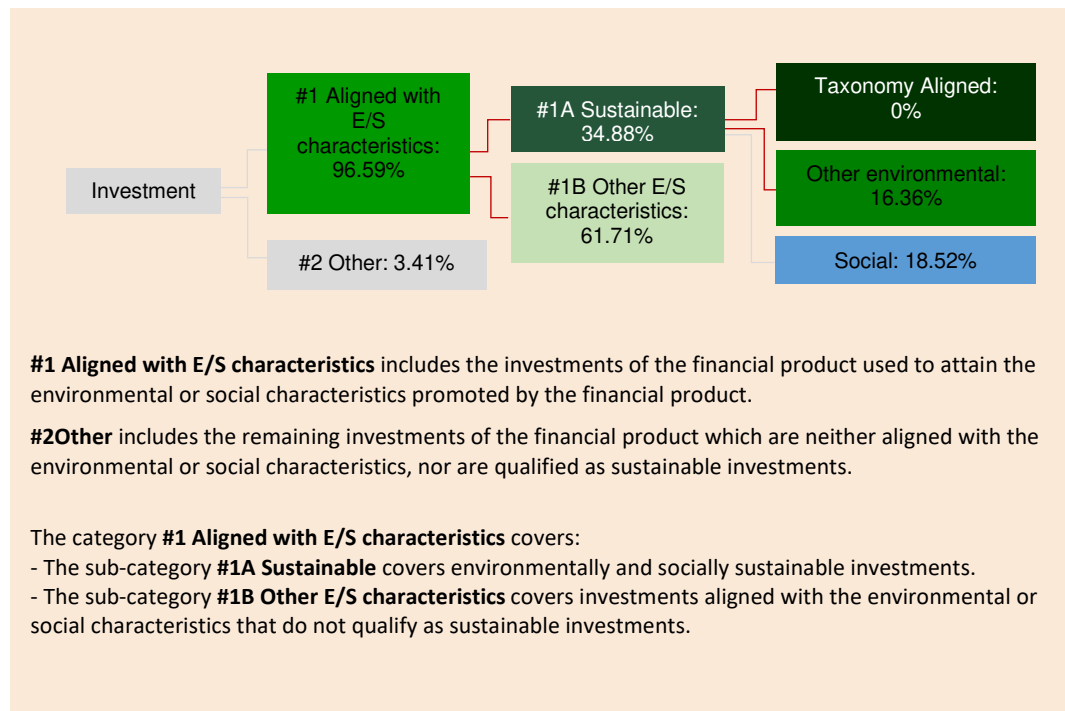 Investment
#1 Aligned with
E/S
characteristics:
96.59%
#2 Other: 3.41%
#1A Sustainable:
34.88%
#1B Other E/S
characteristics:
61.71%
Taxonomy Aligned:
0%
Other environmental:
16.36%
Social: 18.52%
#1 Aligned with E/S characteristics includes the investments of the financial product used to attain the
environmental or social characteristics promoted by the financial product.
#2Other includes the remaining investments of the financial product which are neither aligned with the
environmental or social characteristics, nor are qualified as sustainable investments.
The category #1 Aligned with E/S characteristics covers:
- The sub-category #1A Sustainable covers environmentally and socially sustainable investments.
- The sub-category #1B Other E/S characteristics covers investments aligned with the environmental or
social characteristics that do not qualify as sustainable investments.